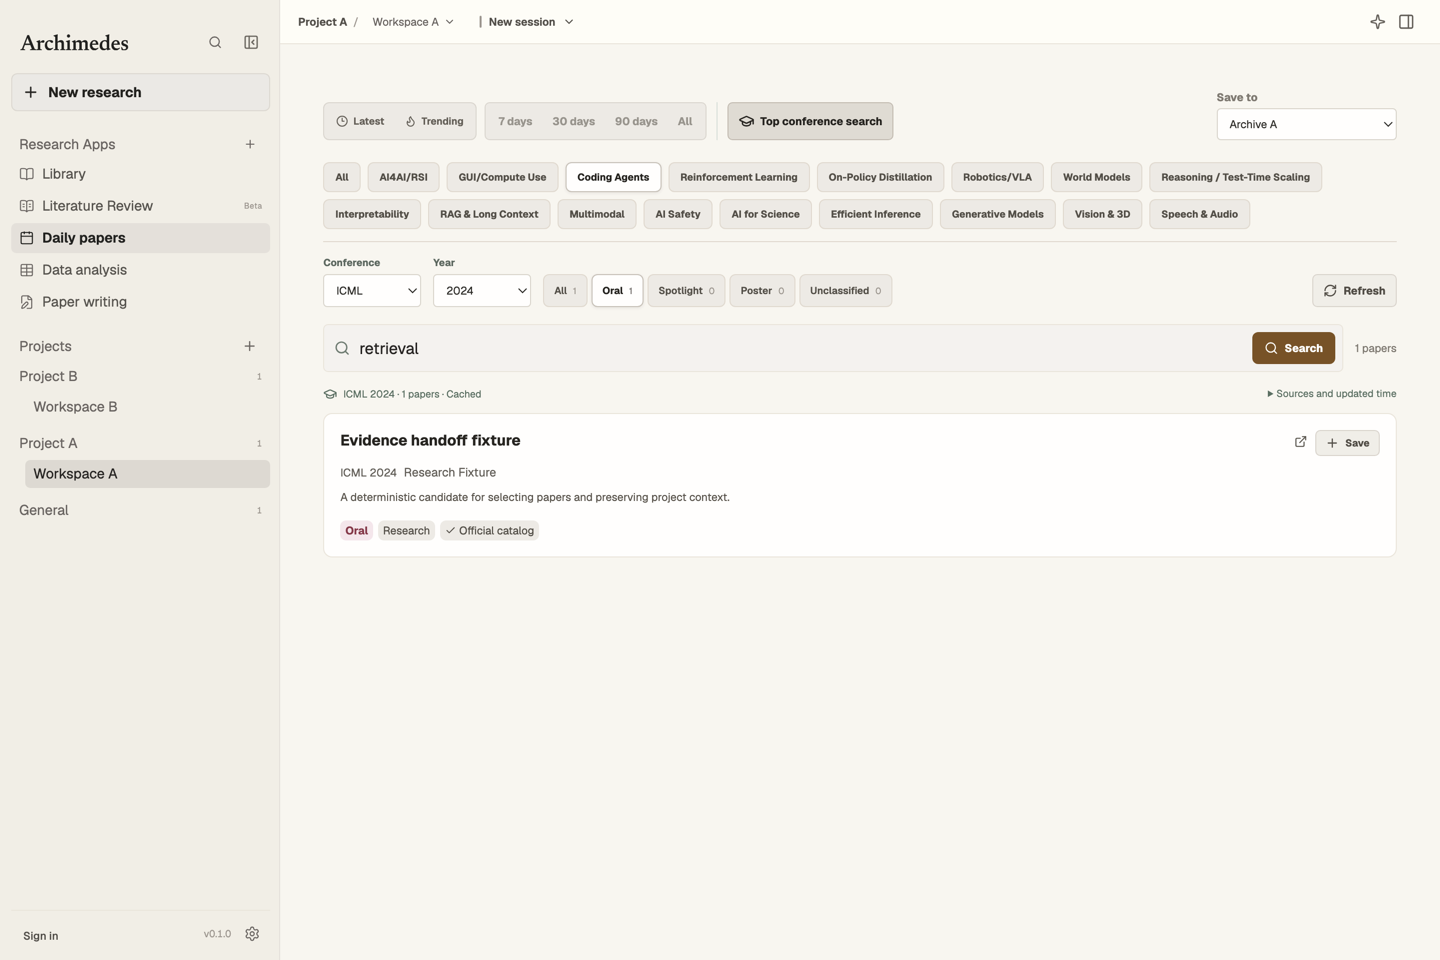 Archimedes
New research
Research Apps
Library
Literature Review Beta
Daily papers
Data analysis
Paper writing
Projects
Project B 1
Workspace B
Project A 1
Workspace A
General 1
Sign in v0.1.0
Project A / Workspace A New session
Save to
Latest Trending 7 days 30 days 90 days All Top conference search Archive A
All AI4AI/RSI GUI/Compute Use Coding Agents Reinforcement Learning On-Policy Distillation Robotics/VLA World Models Reasoning / Test-Time Scaling
Interpretability RAG & Long Context Multimodal AI Safety AI for Science Efficient Inference Generative Models Vision & 3D Speech & Audio
Conference Year
ICML 2024 All 1 Oral 1 Spotlight 0 Poster 0 Unclassified 0 Refresh
retrieval Search 1 papers
ICML 2024 · 1 papers · Cached Sources and updated time
Evidence handoff fixture Save
ICML 2024 Research Fixture
A deterministic candidate for selecting papers and preserving project context.
Oral Research Official catalog